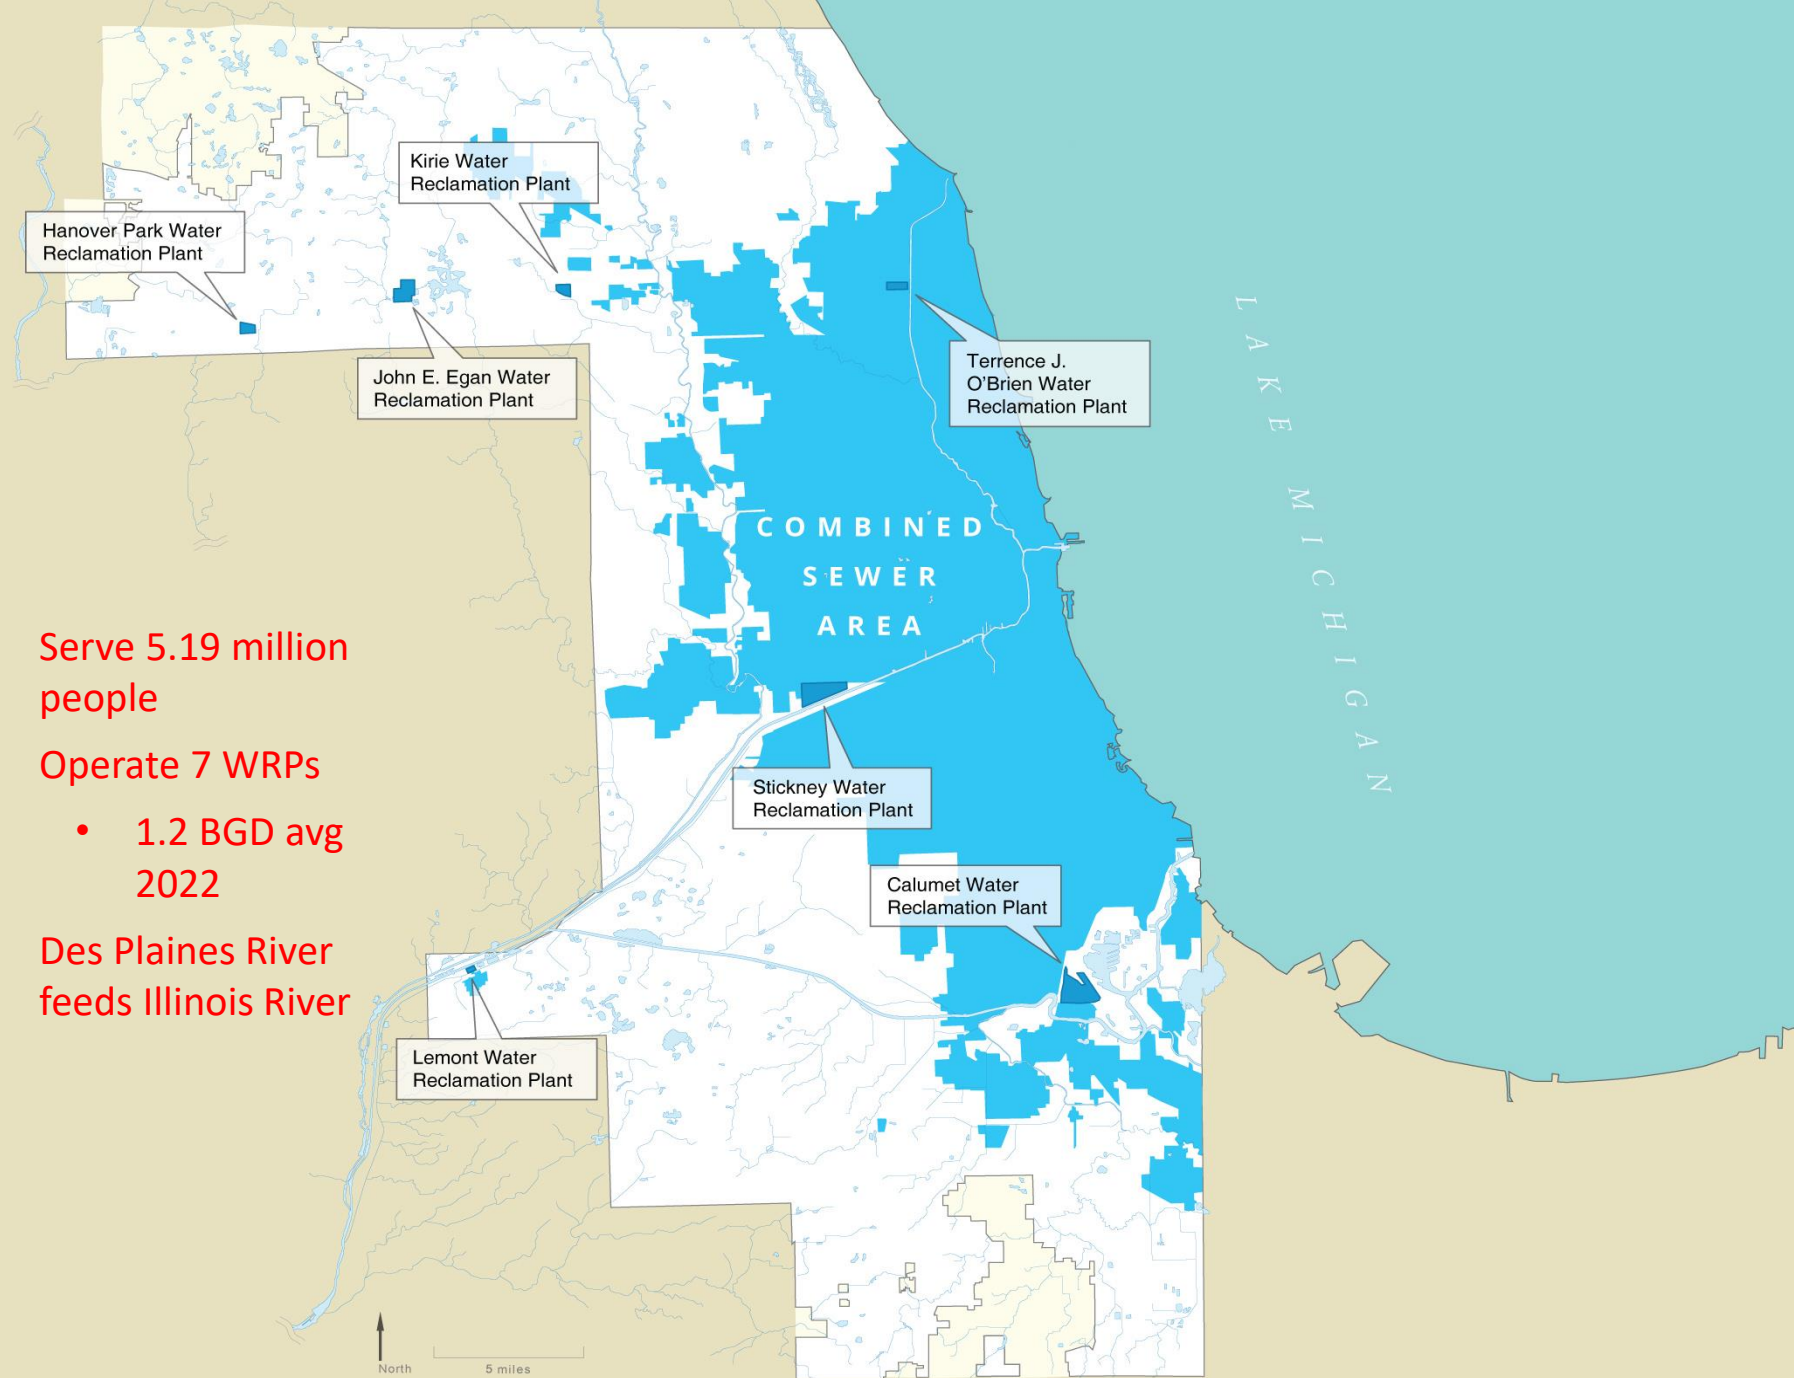 Kirie Water
Reclamation Plant
Hanover Park Water
Reclamation Plant
John E. Egan Water
Reclamation Plant
Terrence J.
O'Brien Water
Reclamation Plant
LAKE MICHIGAN
COMBINED
SEWER
AREA
Serve 5.19 million
people
Operate 7 WRPs
• 1.2 BGD avg
2022
Des Plaines River
feeds Illinois River
Stickney Water
Reclamation Plant
Calumet Water
Reclamation Plant
Lemont Water
Reclamation Plant
North
5 miles